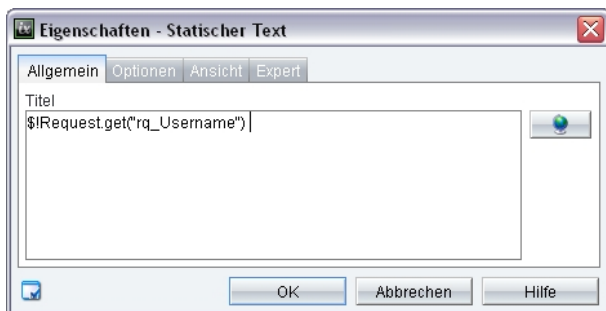 Eigenschaften - Statischer Text
Allgemein Optionen Ansicht Expert
Titel
$!Request.get("rq_Username")
OK Abbrechen Hilfe